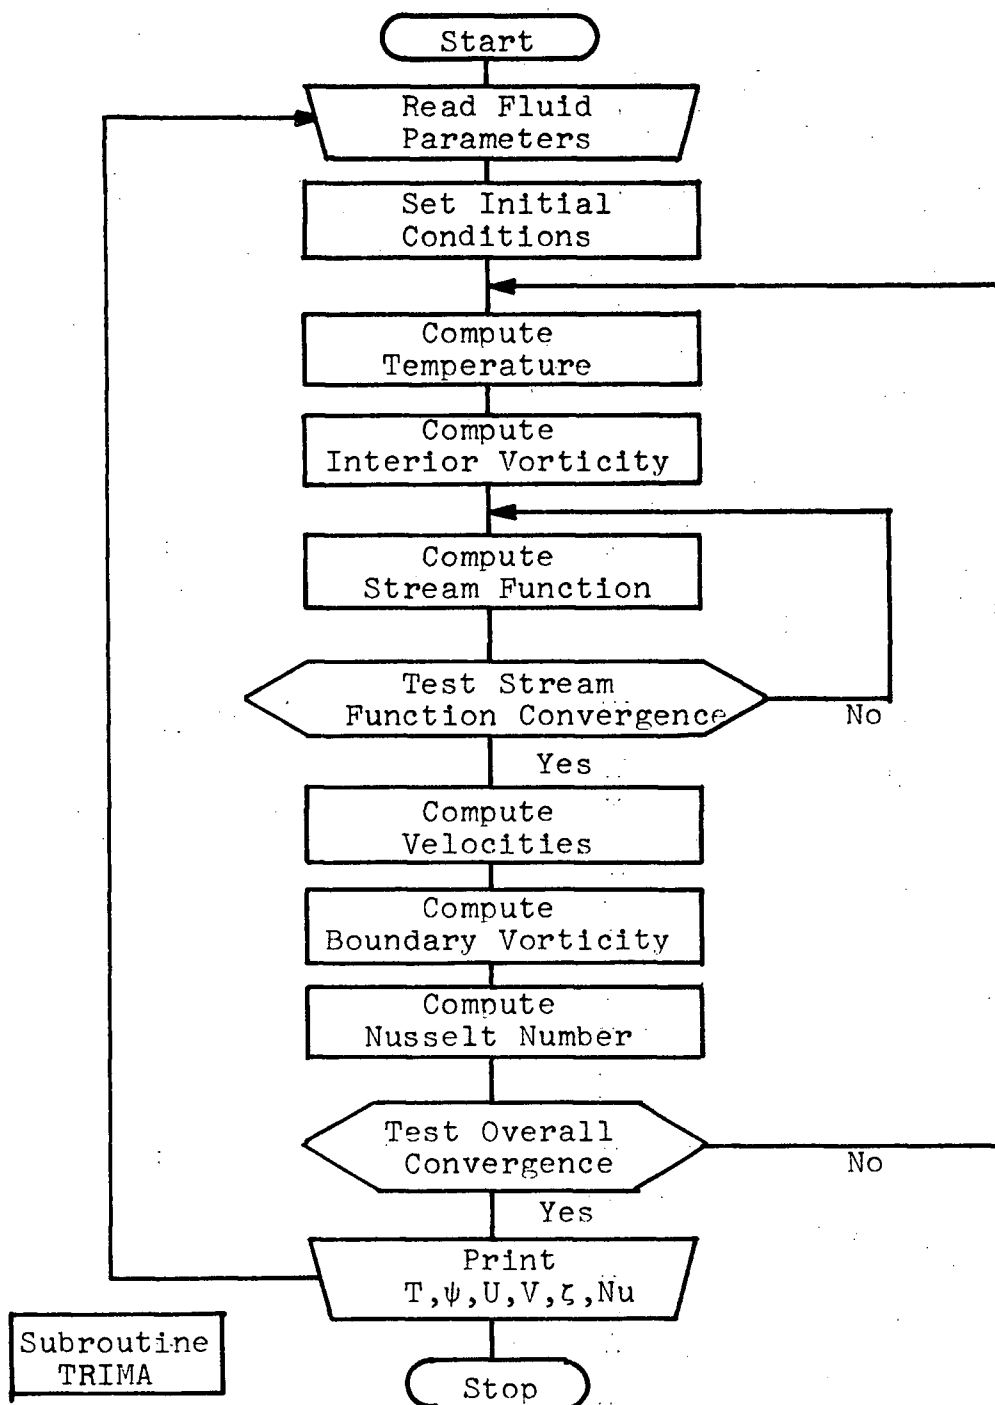 Start
Read Fluid
Parameters
Set Initial
Conditions
Compute
Temperature
Compute
Interior Vorticity
Compute
Stream Function
Test Stream
Function Convergence
No
Yes
Compute
Velocities
Compute
Boundary Vorticity
Compute
Nusselt Number
Test Overall
Convergence
No
Yes
Print
T,ψ,U,V,ζ,Nu
Subroutine
TRIMA
Stop